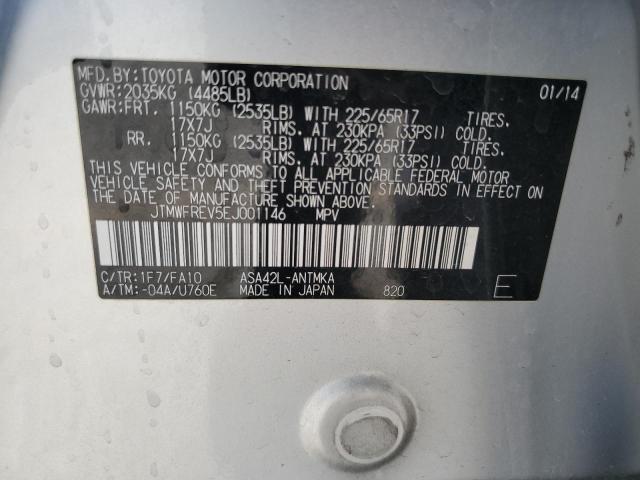 MFD.BY:TOYOTA MOTOR CORPORATION
GVWR:2035KG (4485LB) 01/14
GAWR:FRT. 1150KG (2535LB) WITH 225/65R17 TIRES.
17X7J RIMS. AT 230KPA (33PSI) COLD.
RR. 1150KG (2535LB) WITH 225/65R17 TIRES.
17X7J RIMS. AT 230KPA (33PSI) COLD.
THIS VEHICLE CONFORMS TO ALL APPLICABLE FEDERAL MOTOR
VEHICLE SAFETY AND THEFT PREVENTION STANDARDS IN EFFECT ON
THE DATE OF MANUFACTURE SHOWN ABOVE.
JTMWFREV5EJ001146 MPV
C/TR:1F7/FA10 ASA42L-ANTMKA
A/TM:-04A/U760E MADE IN JAPAN 820 E